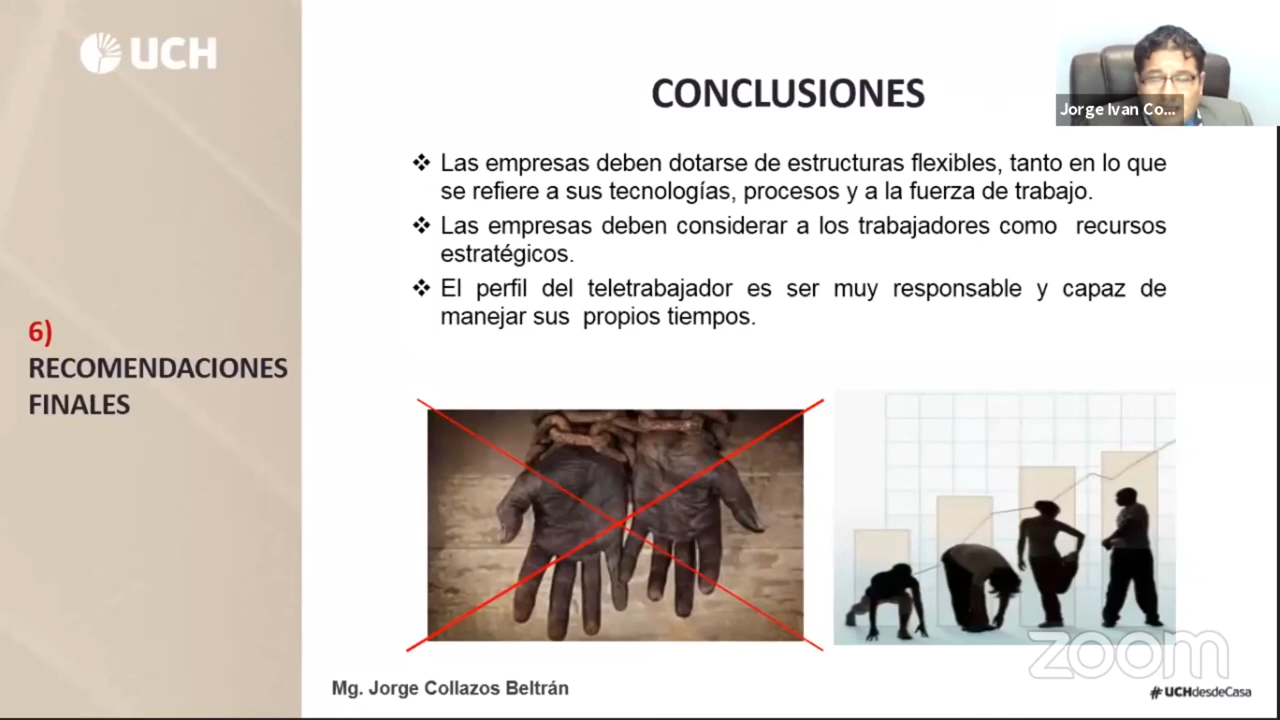 UCH
CONCLUSIONES
Jorge Ivan Co...
❖ Las empresas deben dotarse de estructuras flexibles, tanto en lo que
se refiere a sus tecnologías, procesos y a la fuerza de trabajo.
❖ Las empresas deben considerar a los trabajadores como recursos
estratégicos.
❖ El perfil del teletrabajador es ser muy responsable y capaz de
manejar sus propios tiempos.
6)
RECOMENDACIONES
FINALES
zoom
Mg. Jorge Collazos Beltrán
#UCHdesdeCasa